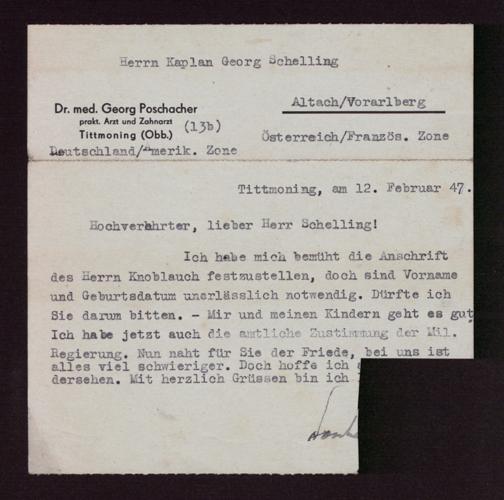 Herrn Kaplan Georg Schelling
Altach/Vorarlberg
Dr. med. Georg Poschacher
prakt. Arzt und Zahnarzt
(13b)
Tittmoning (Obb.)
Österreich/Französ. Zone
Deutschland/Amerik. Zone
Tittmoning, am 12. Februar 47.
Hochverehrter, lieber Herr Schelling!
Ich habe mich bemüht die Anschrift
des Herrn Knoblauch festzustellen, doch sind Vorname
und Geburtsdatum unerlässlich notwendig. Dürfte ich
Sie darum bitten. - Mir und meinen Kindern geht es gut
Ich habe jetzt auch die amtliche Zustimmung der Mil.
Regierung. Nun naht für Sie der Friede, bei uns ist
alles viel schwieriger. Doch hoffe ich
dersehen. Mit herzlich Grüssen bin ich